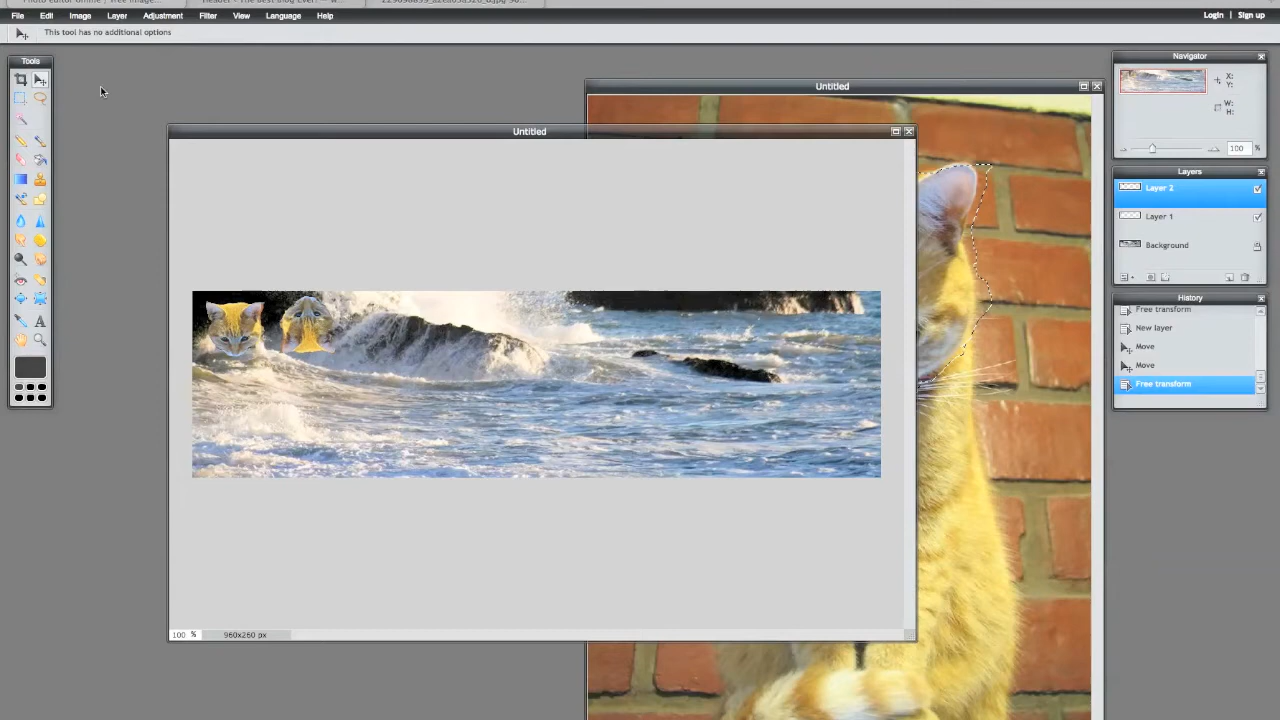 File Edit Image Layer Adjustment Filter View Language Help Login | Sign up
This tool has no additional options
Tools
Navigator
X:
Y:
W:
H:
100 %
Untitled
Untitled
Layers
Layer 2
Layer 1
Background
History
Free transform
New layer
Move
Move
Free transform
100 % 960x260 px